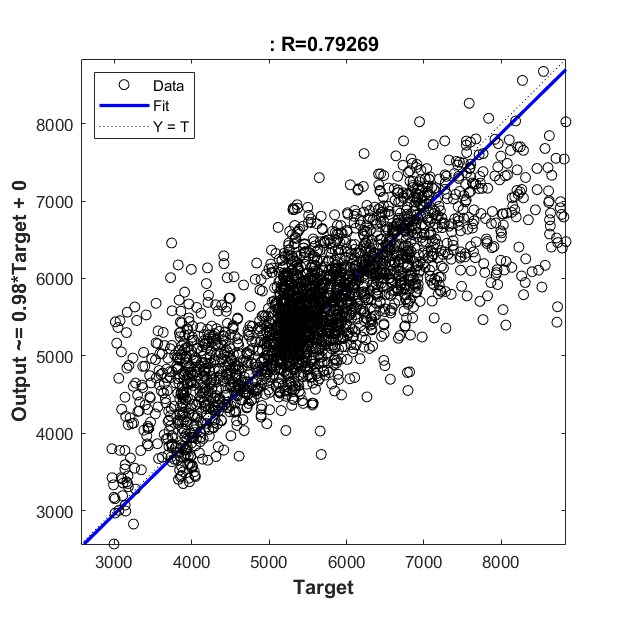 : R=0.79269
Data
Fit
Y = T
Output ~= 0.98*Target + 0
8000
7000
6000
5000
4000
3000
3000 4000 5000 6000 7000 8000
Target